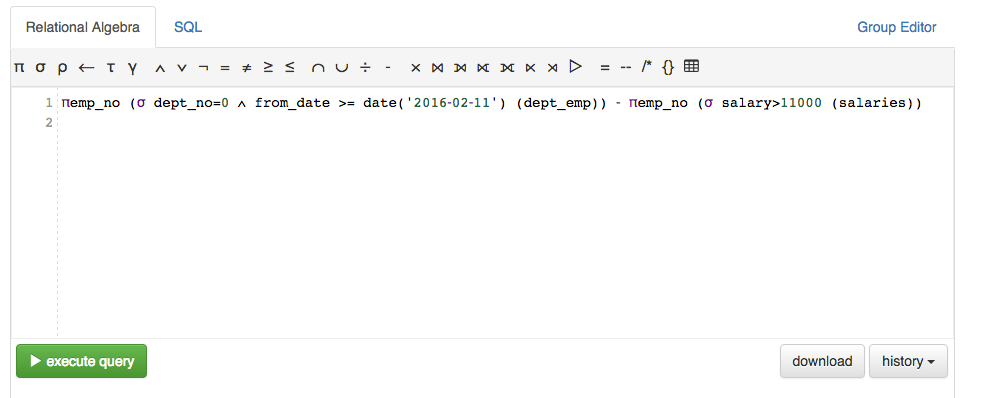 Relational Algebra SQL Group Editor
π σ ρ ← τ γ ∧ ∨ ¬ = ≠ ≥ ≤ ∩ ∪ ÷ - × ⋈ ⟕ ⟖ ⟗ ⋉ ⋊ ▷ = -- /* {}
1 πemp_no (σ dept_no=0 ∧ from_date >= date('2016-02-11') (dept_emp)) - πemp_no (σ salary>11000 (salaries))
2
execute query download history